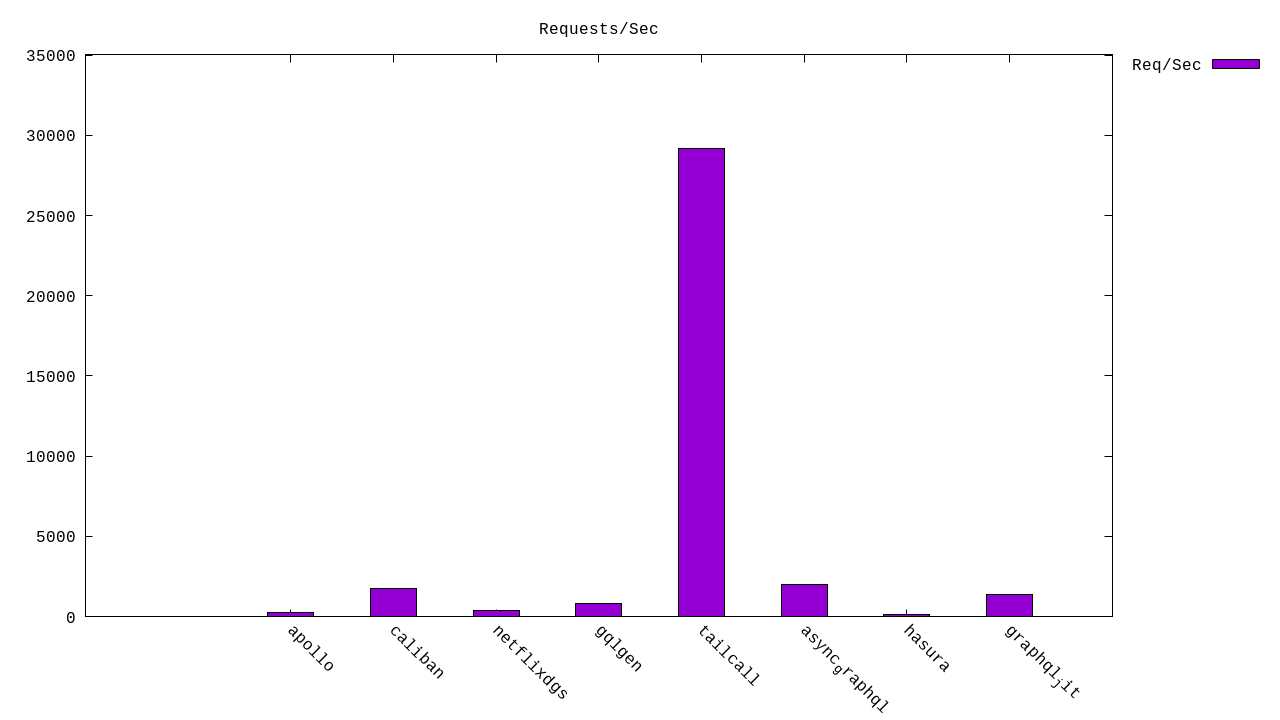 Requests/Sec
Req/Sec
35000
30000
25000
20000
15000
10000
5000
0
apollo
caliban
netflixdgs
gqlgen
tailcall
async_graphql
hasura
graphql_jit